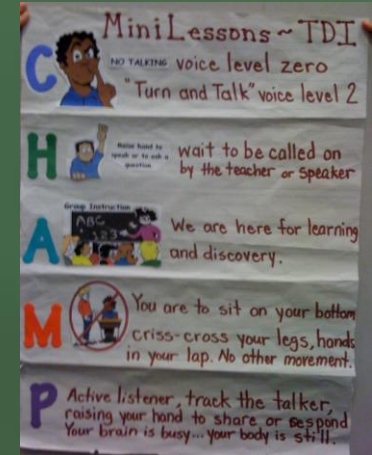 Mini Lessons ~ TDI
C
NO TALKING voice level zero
"Turn and Talk" voice level 2
H
Raise hand to
speak or to ask a
question
wait to be called on
by the teacher or speaker
Group Instruction
ABC
123
A
We are here for learning
and discovery.
M
You are to sit on your bottom
criss-cross your legs, hands
in your lap. No other movement.
P
Active listener, track the talker,
raising your hand to share or respond
Your brain is busy... your body is still.